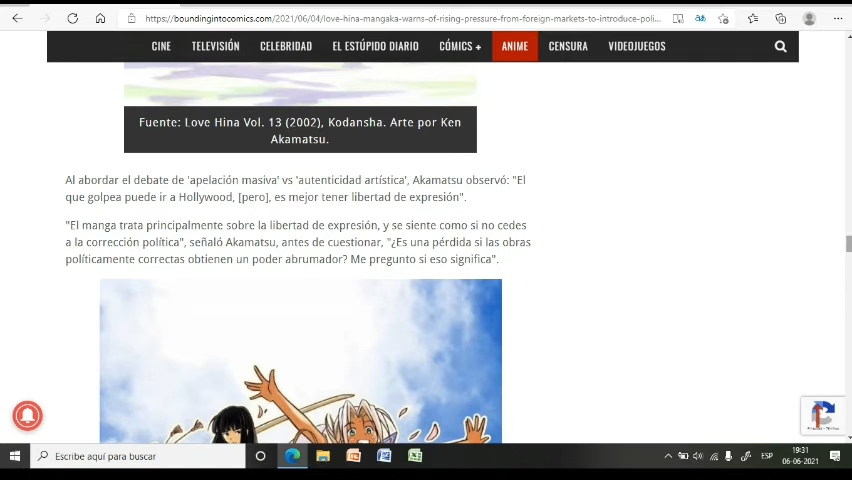 https://boundingintocomics.com/2021/06/04/love-hina-mangaka-warns-of-rising-pressure-from-foreign-markets-to-introduce-poli...
CINE TELEVISIÓN CELEBRIDAD EL ESTÚPIDO DIARIO CÓMICS + ANIME CENSURA VIDEOJUEGOS
Fuente: Love Hina Vol. 13 (2002), Kodansha. Arte por Ken
Akamatsu.
Al abordar el debate de 'apelación masiva' vs 'autenticidad artística', Akamatsu observó: "El
que golpea puede ir a Hollywood, [pero], es mejor tener libertad de expresión".
"El manga trata principalmente sobre la libertad de expresión, y se siente como si no cedes
a la corrección política", señaló Akamatsu, antes de cuestionar, "¿Es una pérdida si las obras
políticamente correctas obtienen un poder abrumador? Me pregunto si eso significa".
Escribe aquí para buscar
ESP
19:31
06-06-2021